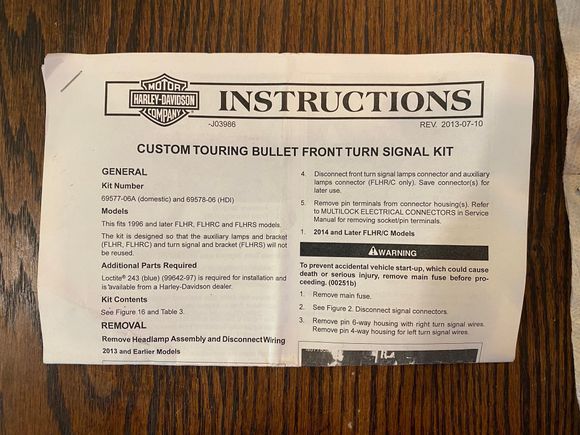 MOTOR
HARLEY-DAVIDSON
COMPANY
INSTRUCTIONS
-J03986
REV. 2013-07-10
CUSTOM TOURING BULLET FRONT TURN SIGNAL KIT
GENERAL
Kit Number
69577-06A (domestic) and 69578-06 (HDI)
Models
This fits 1996 and later FLHR, FLHRC and FLHRS models.
The kit is designed so that the auxiliary lamps and bracket
(FLHR, FLHRC) and turn signal and bracket (FLHRS) will not
be reused.
Additional Parts Required
Loctite® 243 (blue) (99642-97) is required for installation and
is available from a Harley-Davidson dealer.
Kit Contents
See Figure 16 and Table 3.
REMOVAL
Remove Headlamp Assembly and Disconnect Wiring
2013 and Earlier Models
4. Disconnect front turn signal lamps connector and auxiliary
lamps connector (FLHR/C only). Save connector(s) for
later use.
5. Remove pin terminals from connector housing(s). Refer
to MULTILOCK ELECTRICAL CONNECTORS in Service
Manual for removing socket/pin terminals.
1. 2014 and Later FLHR/C Models
WARNING
To prevent accidental vehicle start-up, which could cause
death or serious injury, remove main fuse before pro-
ceeding. (00251b)
1. Remove main fuse.
2. See Figure 2. Disconnect signal connectors.
3. Remove pin 6-way housing with right turn signal wires.
Remove pin 4-way housing for left turn signal wires.